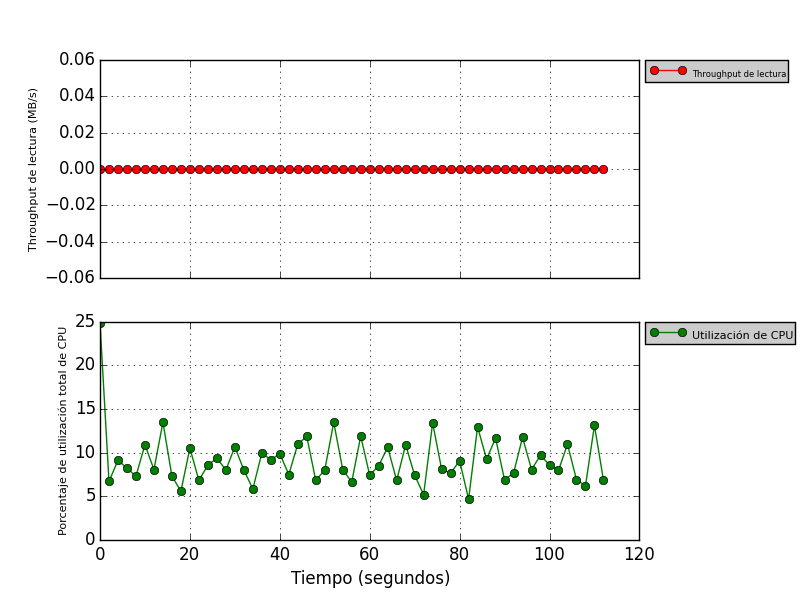 0.06
0.04
0.02
0.00
−0.02
−0.04
−0.06
Throughput de lectura (MB/s)
Throughput de lectura
25
20
15
10
5
0
Porcentaje de utilización total de CPU
Utilización de CPU
0 20 40 60 80 100 120
Tiempo (segundos)